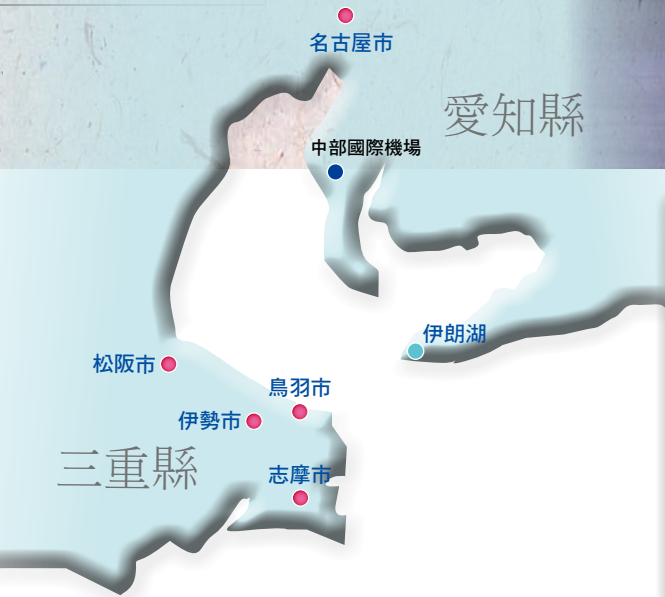 名古屋市
愛知縣
中部國際機場
伊朗湖
松阪市
鳥羽市
伊勢市
三重縣
志摩市